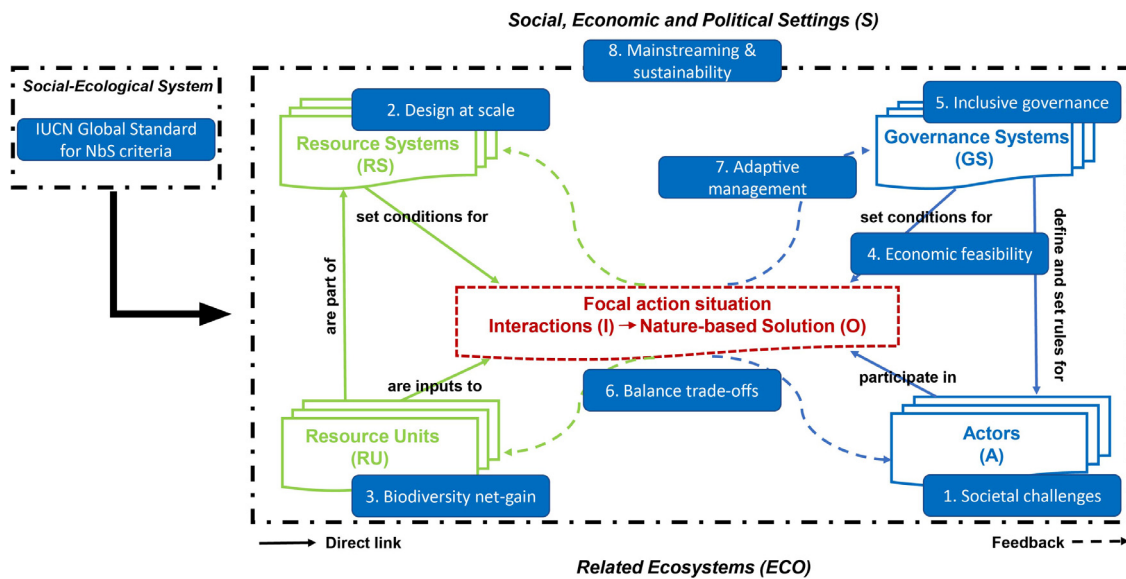 Social, Economic and Political Settings (S)
8. Mainstreaming &
sustainability
Social-Ecological System
IUCN Global Standard
for NbS criteria
2. Design at scale
Resource Systems
(RS)
5. Inclusive governance
Governance Systems
(GS)
7. Adaptive
management
set conditions for
set conditions for
4. Economic feasibility
define and set rules for
are part of
Focal action situation
Interactions (I) → Nature-based Solution (O)
are inputs to
6. Balance trade-offs
participate in
Resource Units
(RU)
3. Biodiversity net-gain
Actors
(A)
1. Societal challenges
Direct link
Feedback
Related Ecosystems (ECO)